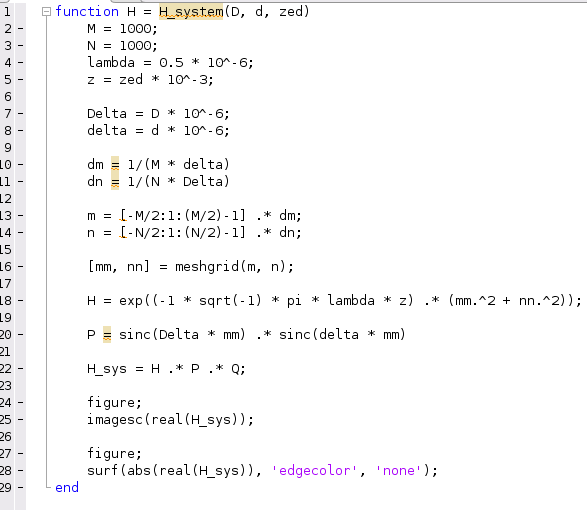 1 function H = H_system(D, d, zed)
2 - M = 1000;
3 - N = 1000;
4 - lambda = 0.5 * 10^-6;
5 - z = zed * 10^-3;
6
7 - Delta = D * 10^-6;
8 - delta = d * 10^-6;
9
10 - dm = 1/(M * delta)
11 - dn = 1/(N * Delta)
12
13 - m = [-M/2:1:(M/2)-1] .* dm;
14 - n = [-N/2:1:(N/2)-1] .* dn;
15
16 - [mm, nn] = meshgrid(m, n);
17
18 - H = exp((-1 * sqrt(-1) * pi * lambda * z) .* (mm.^2 + nn.^2));
19
20 - P = sinc(Delta * mm) .* sinc(delta * mm)
21
22 - H_sys = H .* P .* Q;
23
24 - figure;
25 - imagesc(real(H_sys));
26
27 - figure;
28 - surf(abs(real(H_sys)), 'edgecolor', 'none');
29 - end